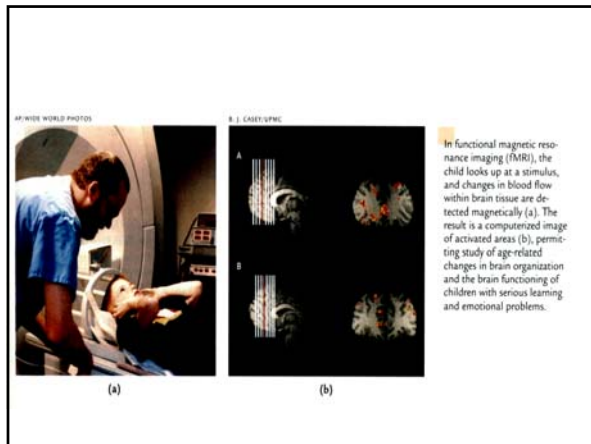 AP/WIDE WORLD PHOTOS
B. J. CASEY/UPMC
A
B
(a)
(b)
In functional magnetic reso-
nance imaging (fMRI), the
child looks up at a stimulus,
and changes in blood flow
within brain tissue are de-
tected magnetically (a). The
result is a computerized image
of activated areas (b), permit-
ting study of age-related
changes in brain organization
and the brain functioning of
children with serious learning
and emotional problems.